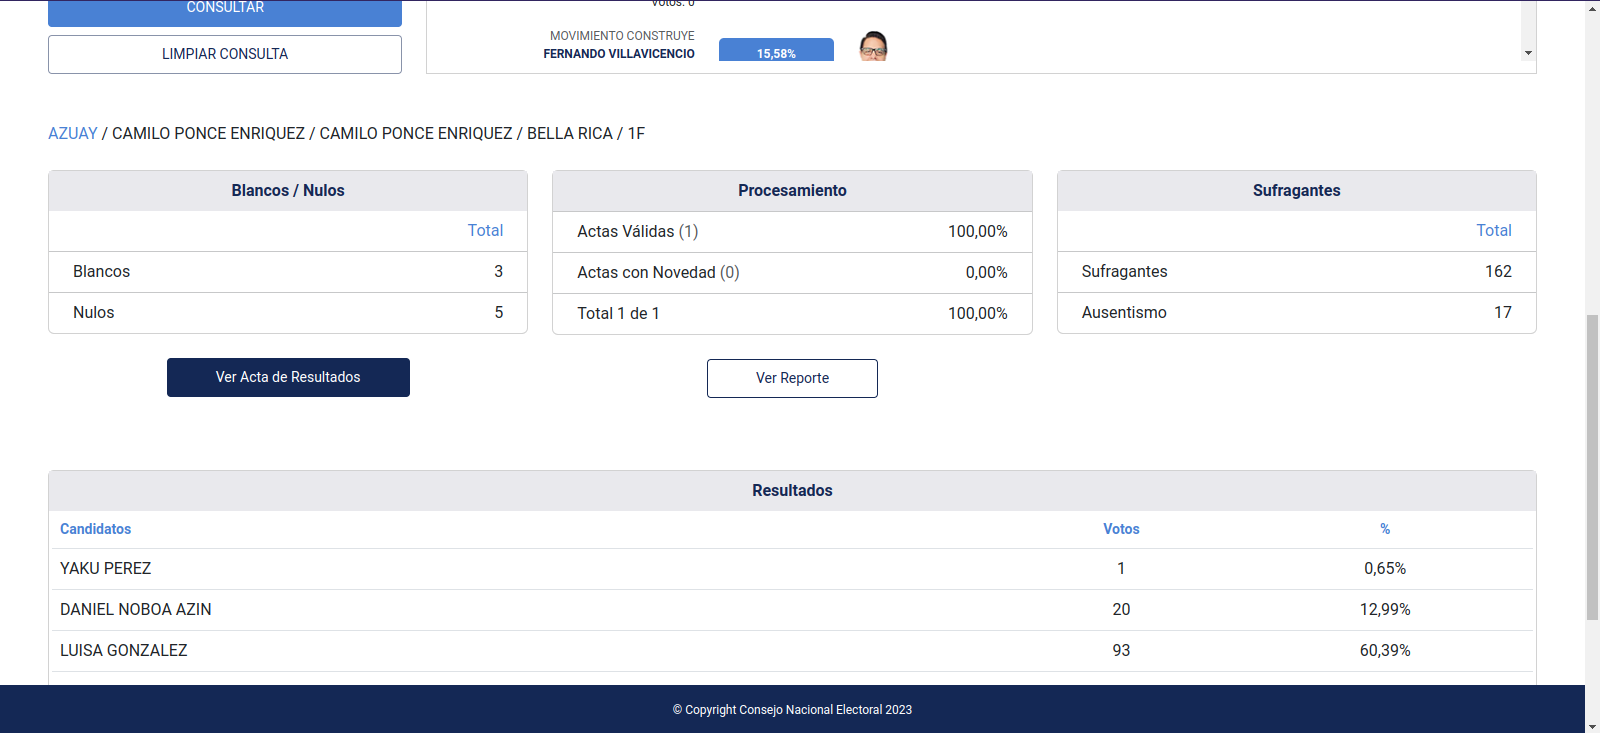 CONSULTAR
LIMPIAR CONSULTA
Votos: 0
MOVIMIENTO CONSTRUYE
FERNANDO VILLAVICENCIO
15,58%
AZUAY / CAMILO PONCE ENRIQUEZ / CAMILO PONCE ENRIQUEZ / BELLA RICA / 1F
Blancos / Nulos
Total
Blancos 3
Nulos 5
Ver Acta de Resultados
Procesamiento
Actas Válidas (1) 100,00%
Actas con Novedad (0) 0,00%
Total 1 de 1 100,00%
Ver Reporte
Sufragantes
Total
Sufragantes 162
Ausentismo 17
Resultados
Candidatos Votos %
YAKU PEREZ 1 0,65%
DANIEL NOBOA AZIN 20 12,99%
LUISA GONZALEZ 93 60,39%
© Copyright Consejo Nacional Electoral 2023